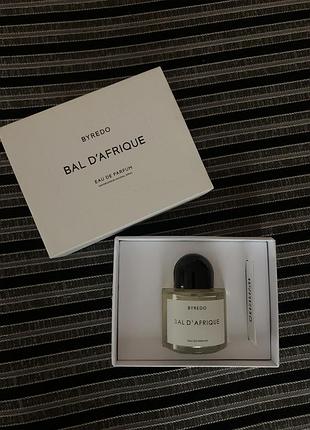 BYREDO
BAL D'AFRIQUE
EAU DE PARFUM
BYREDO
BAL D'AFRIQUE